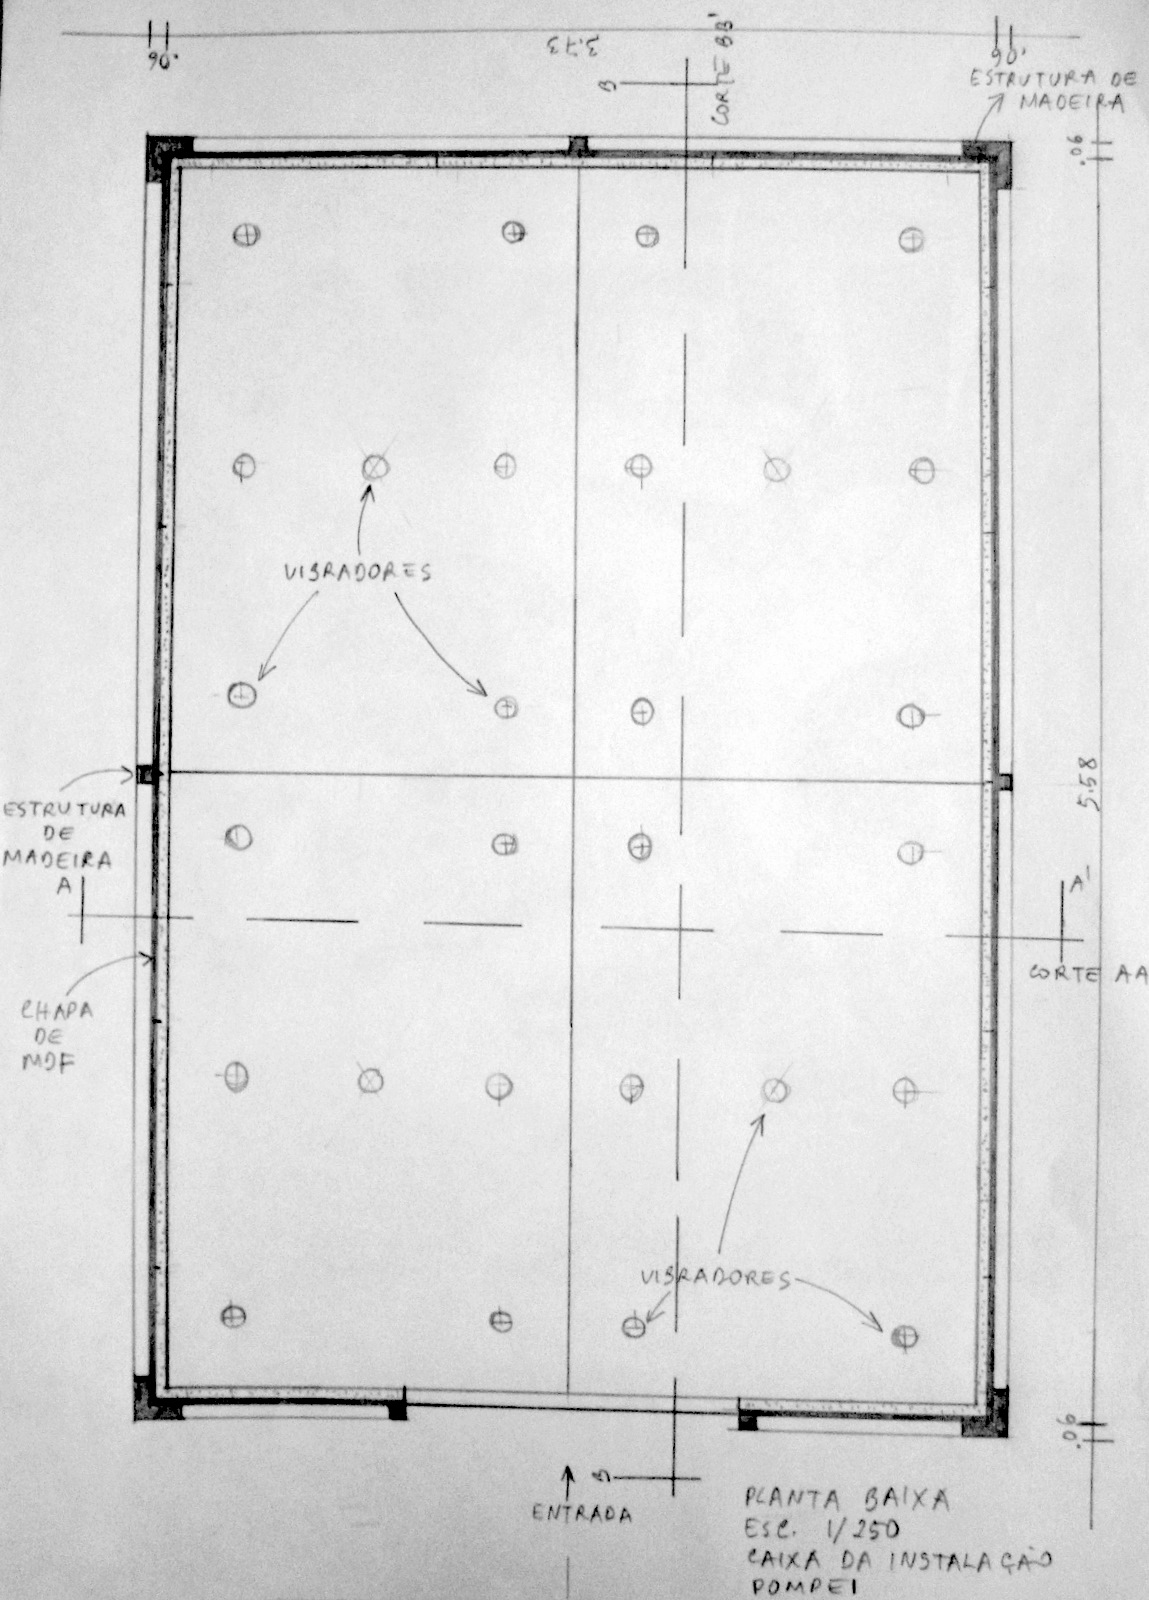 .06
3.73
.06
B
CORTE BB'
ESTRUTURA DE
MADEIRA
.06
VIBRADORES
ESTRUTURA
DE
MADEIRA
A
5.58
A'
CORTE AA
CHAPA
DE
MDF
VIBRADORES
.06
B
ENTRADA
PLANTA BAIXA
ESC. 1/250
CAIXA DA INSTALAÇÃO
POMPEI